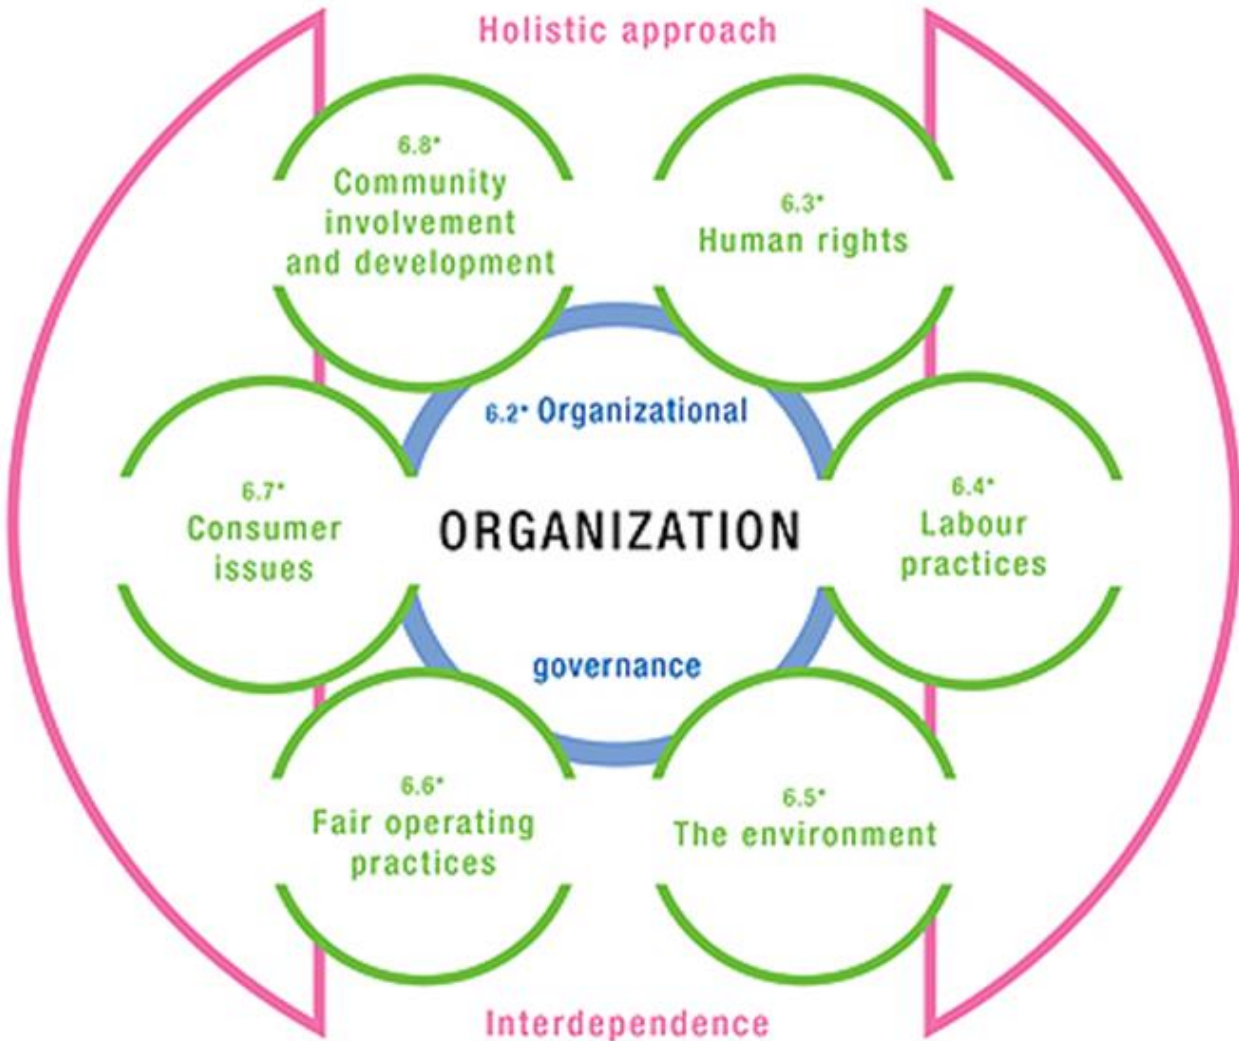 Holistic approach
6.8*
Community
involvement
and development
6.3*
Human rights
6.2* Organizational
6.7*
Consumer
issues
ORGANIZATION
6.4*
Labour
practices
governance
6.6*
Fair operating
practices
6.5*
The environment
Interdependence